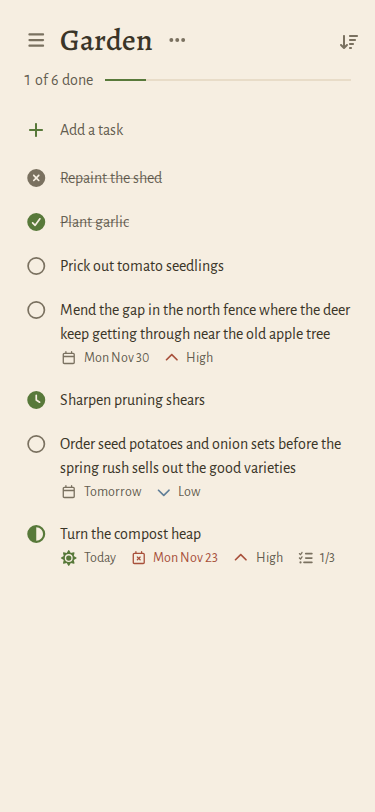 Garden
1 of 6 done
Add a task
Repaint the shed
Plant garlic
Prick out tomato seedlings
Mend the gap in the north fence where the deer
keep getting through near the old apple tree
Mon Nov 30 High
Sharpen pruning shears
Order seed potatoes and onion sets before the
spring rush sells out the good varieties
Tomorrow Low
Turn the compost heap
Today Mon Nov 23 High 1/3